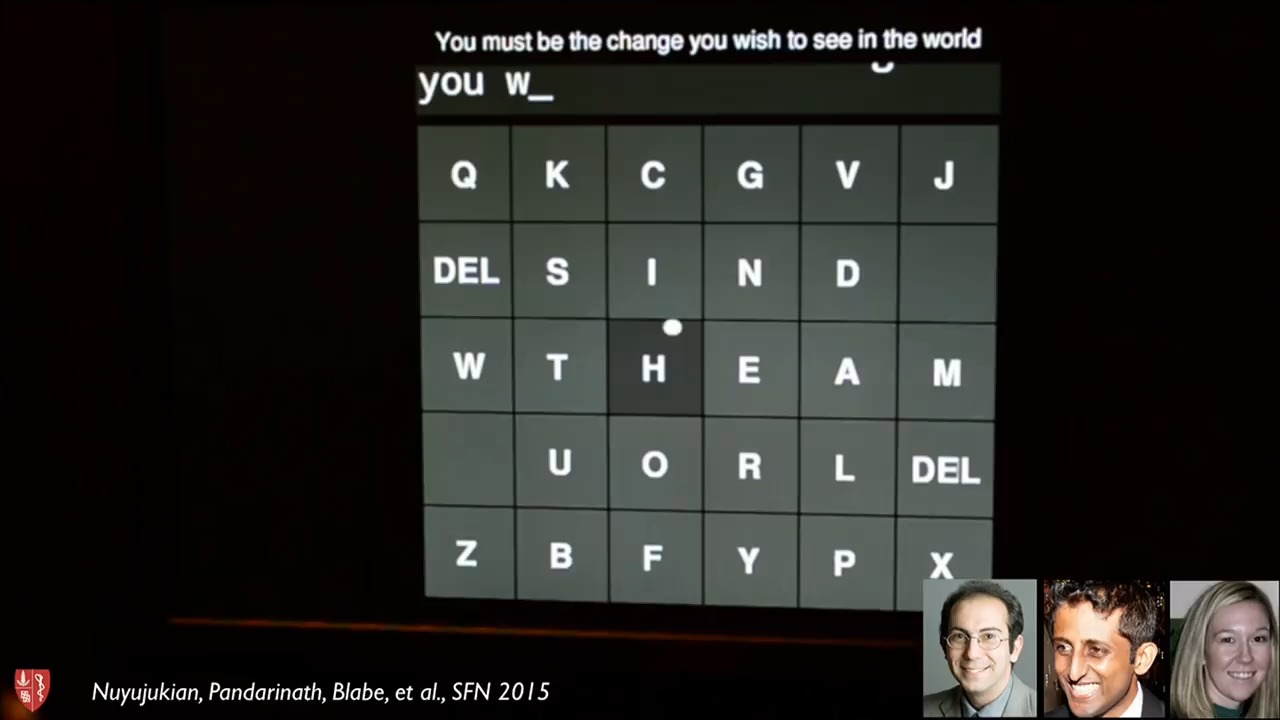 You must be the change you wish to see in the world
you w_
Q K C G V J
DEL S I N D
W T H E A M
U O R L DEL
Z B F Y P X
Nuyujukian, Pandarinath, Blabe, et al., SFN 2015